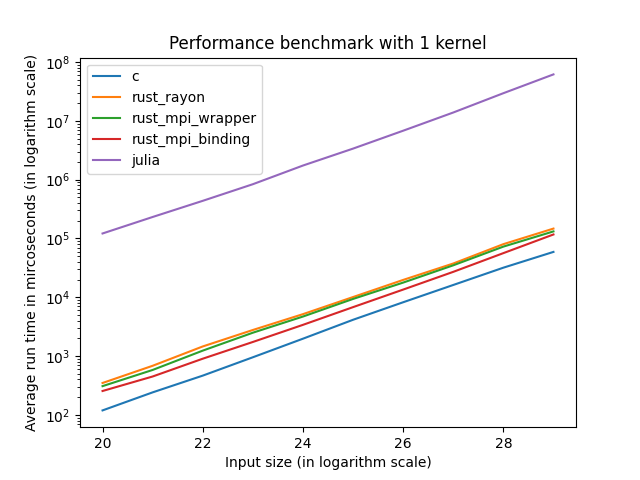 Performance benchmark with 1 kernel
Average run time in mircoseconds (in logarithm scale)
10^8
10^7
10^6
10^5
10^4
10^3
10^2
c
rust_rayon
rust_mpi_wrapper
rust_mpi_binding
julia
20 22 24 26 28
Input size (in logarithm scale)